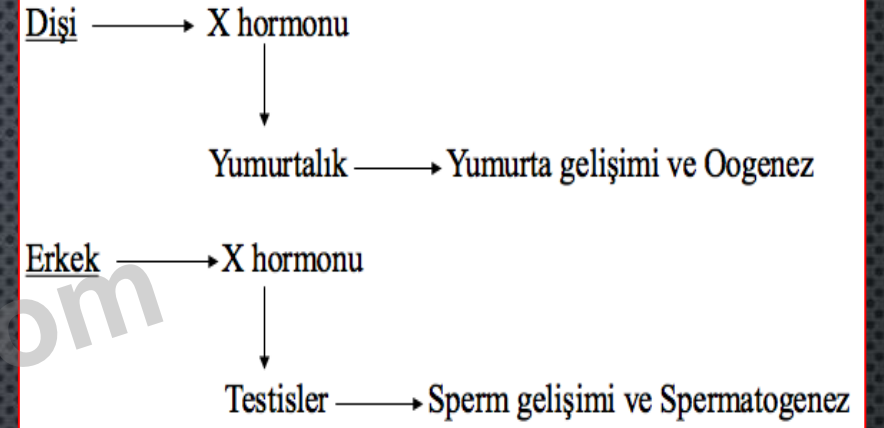 Dişi X hormonu
Yumurtalık Yumurta gelişimi ve Oogenez
Erkek X hormonu
om
Testisler Sperm gelişimi ve Spermatogenez